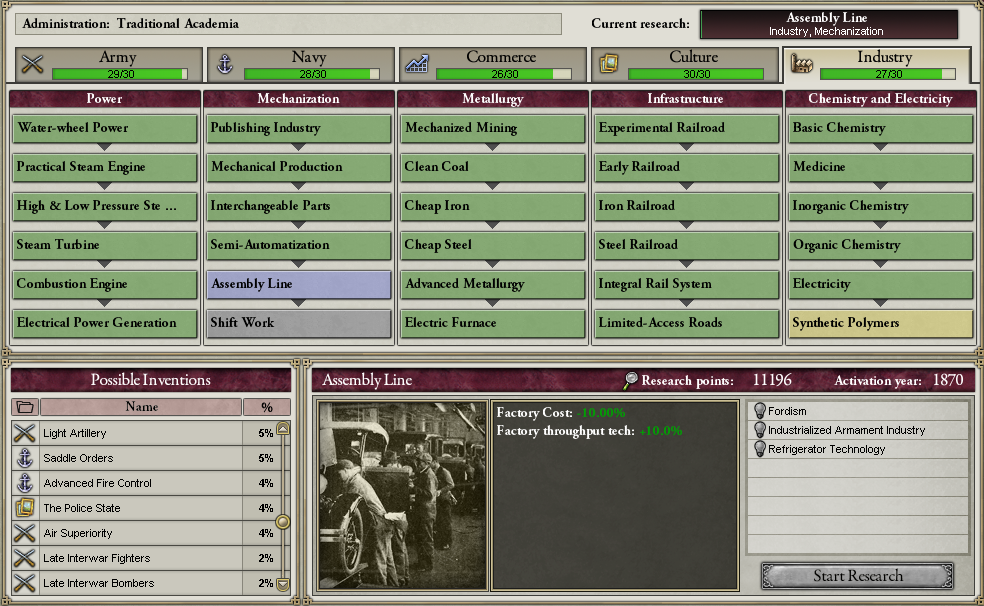 Administration: Traditional Academia
Current research:
Assembly Line
Industry, Mechanization
Army
29/30
Navy
28/30
Commerce
26/30
Culture
30/30
Industry
27/30
Power
Mechanization
Metallurgy
Infrastructure
Chemistry and Electricity
Water-wheel Power
Publishing Industry
Mechanized Mining
Experimental Railroad
Basic Chemistry
Practical Steam Engine
Mechanical Production
Clean Coal
Early Railroad
Medicine
High & Low Pressure Ste ...
Interchangeable Parts
Cheap Iron
Iron Railroad
Inorganic Chemistry
Steam Turbine
Semi-Automatization
Cheap Steel
Steel Railroad
Organic Chemistry
Combustion Engine
Assembly Line
Advanced Metallurgy
Integral Rail System
Electricity
Electrical Power Generation
Shift Work
Electric Furnace
Limited-Access Roads
Synthetic Polymers
Possible Inventions
Name %
Light Artillery 5%
Saddle Orders 5%
Advanced Fire Control 4%
The Police State 4%
Air Superiority 4%
Late Interwar Fighters 2%
Late Interwar Bombers 2%
Assembly Line
Research points: 11196
Activation year: 1870
Factory Cost: -10.00%
Factory throughput tech: +10.0%
Fordism
Industrialized Armament Industry
Refrigerator Technology
Start Research